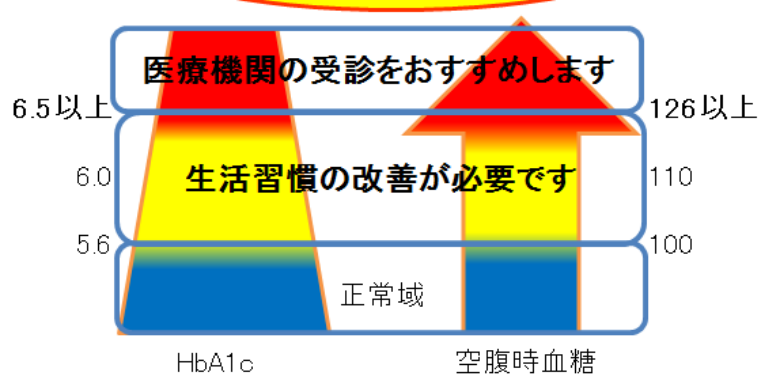 医療機関の受診をおすすめします
6.5以上
126以上
6.0
生活習慣の改善が必要です
110
5.6
100
正常域
HbA1c
空腹時血糖